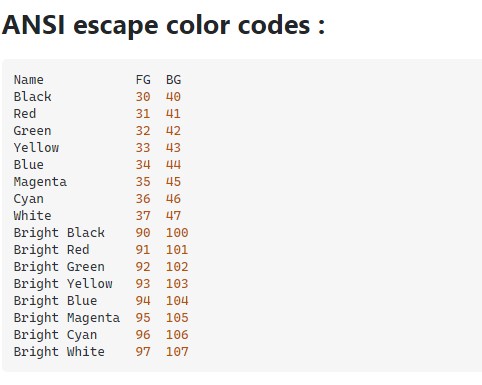 ANSI escape color codes :
Name FG BG
Black 30 40
Red 31 41
Green 32 42
Yellow 33 43
Blue 34 44
Magenta 35 45
Cyan 36 46
White 37 47
Bright Black 90 100
Bright Red 91 101
Bright Green 92 102
Bright Yellow 93 103
Bright Blue 94 104
Bright Magenta 95 105
Bright Cyan 96 106
Bright White 97 107